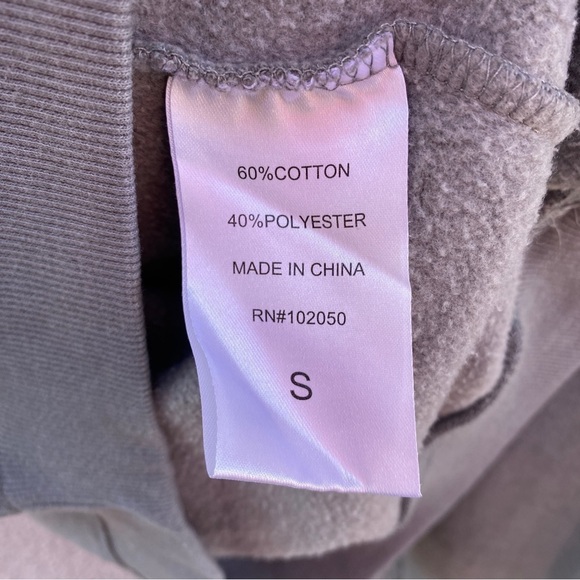 60%COTTON
40%POLYESTER
MADE IN CHINA
RN#102050
S